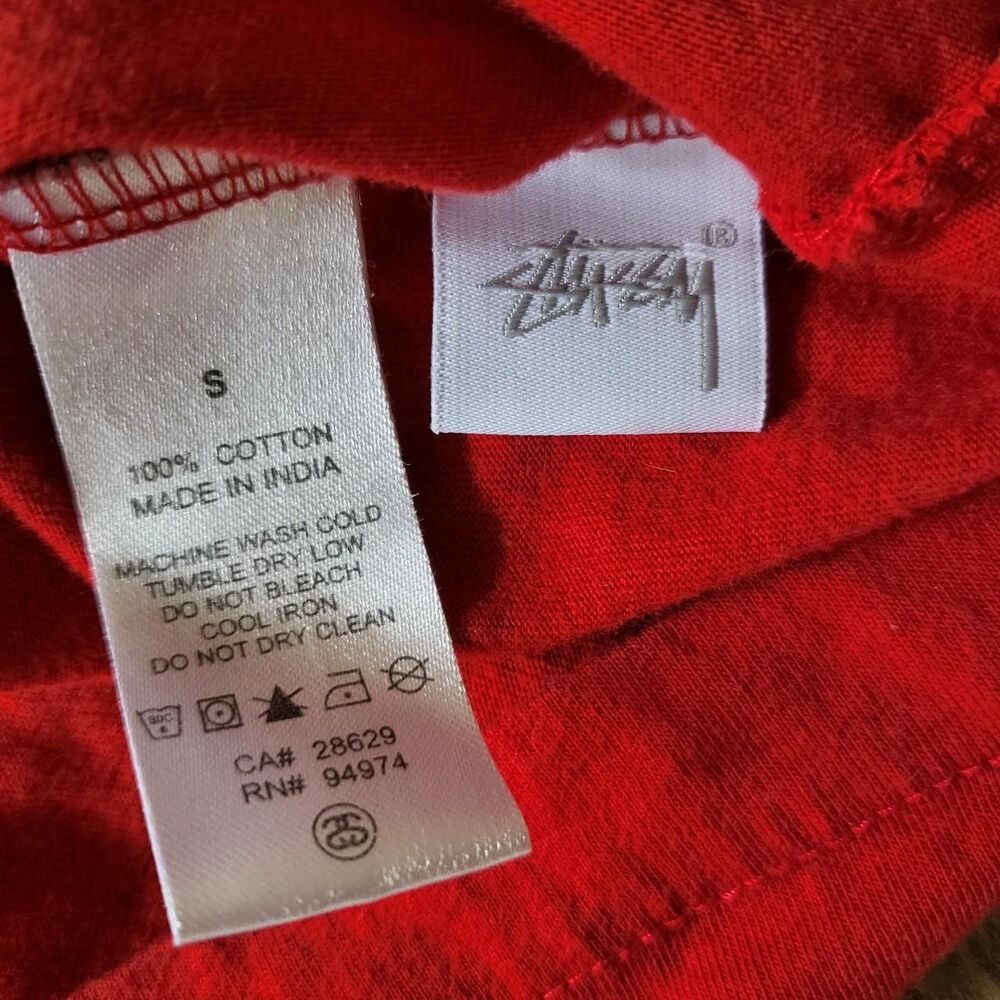 S
100% COTTON
MADE IN INDIA
MACHINE WASH COLD
TUMBLE DRY LOW
DO NOT BLEACH
COOL IRON
DO NOT DRY CLEAN
CA# 28629
RN# 94974
Stüssy ®